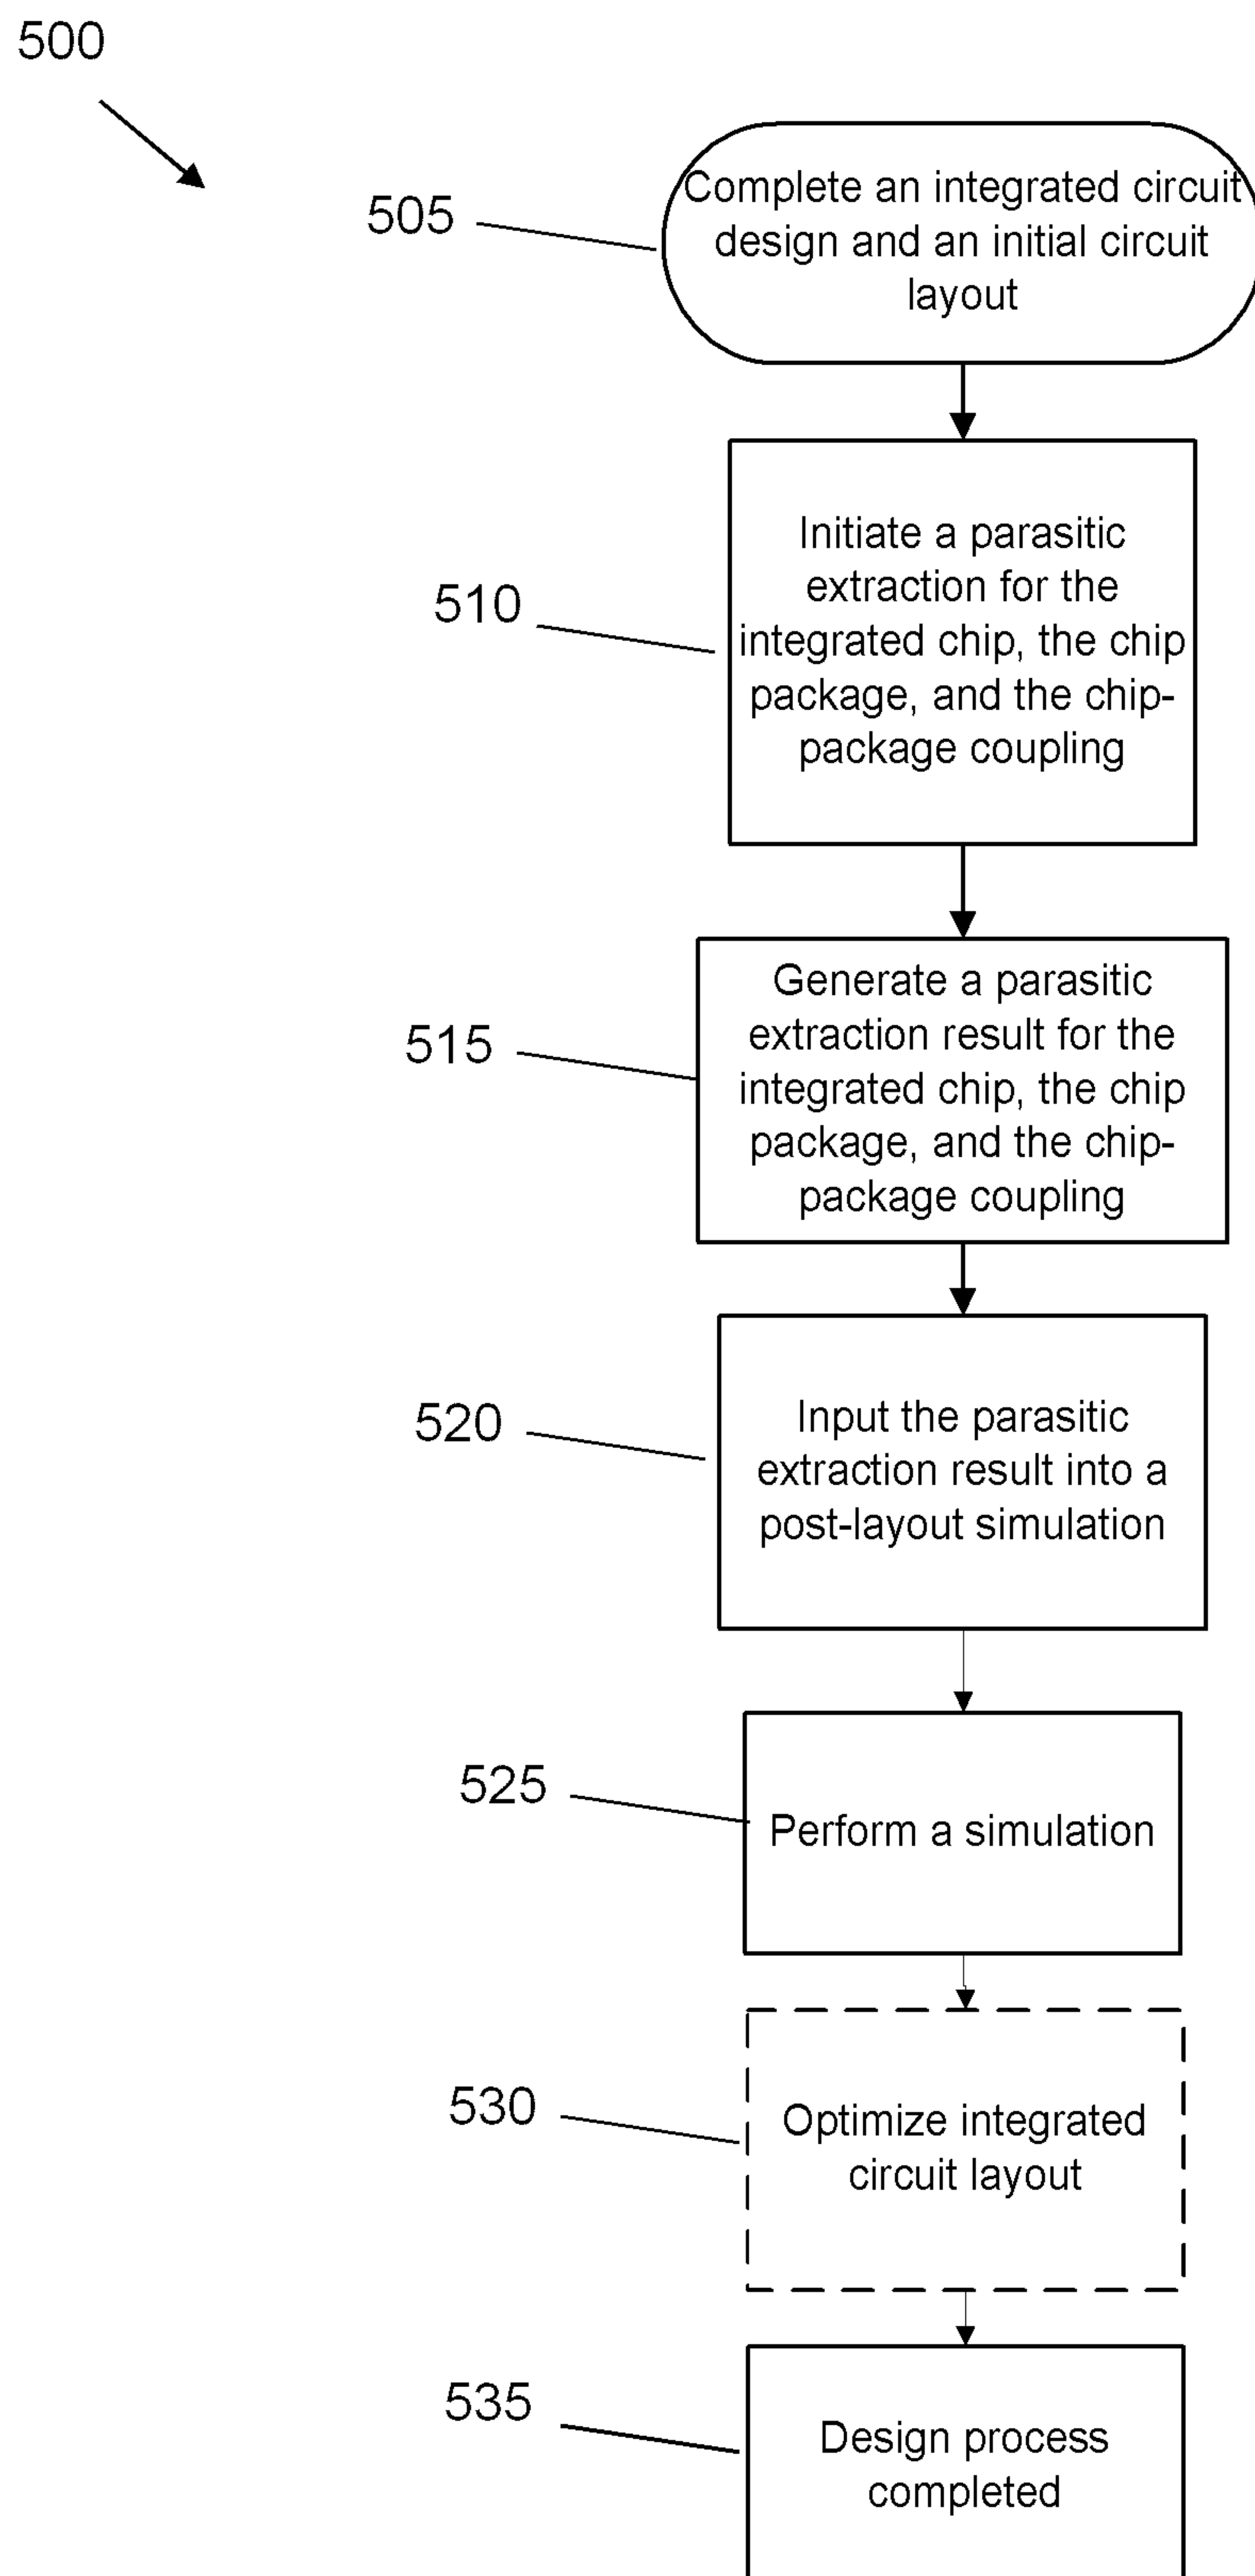 500
505
Complete an integrated circuit
design and an initial circuit
layout
510
Initiate a parasitic
extraction for the
integrated chip, the chip
package, and the chip-
package coupling
515
Generate a parasitic
extraction result for the
integrated chip, the chip
package, and the chip-
package coupling
520
Input the parasitic
extraction result into a
post-layout simulation
525
Perform a simulation
530
Optimize integrated
circuit layout
535
Design process
completed